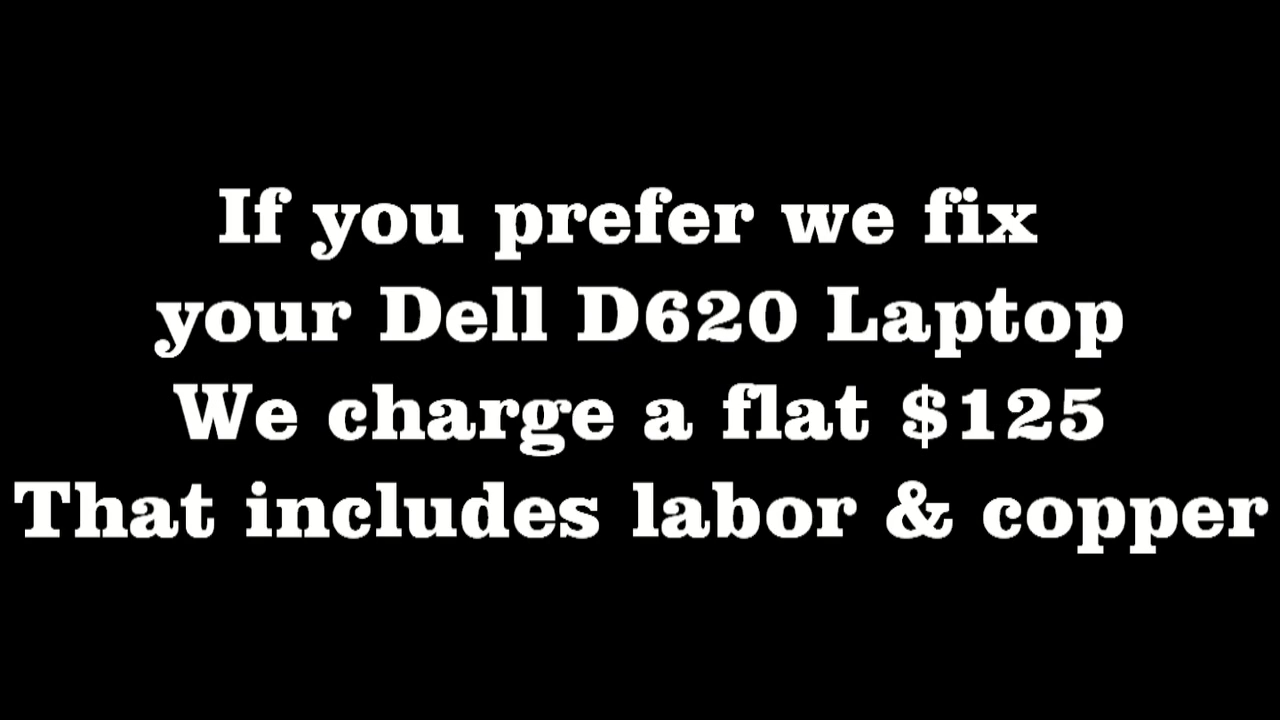 If you prefer we fix
your Dell D620 Laptop
We charge a flat $125
That includes labor & copper